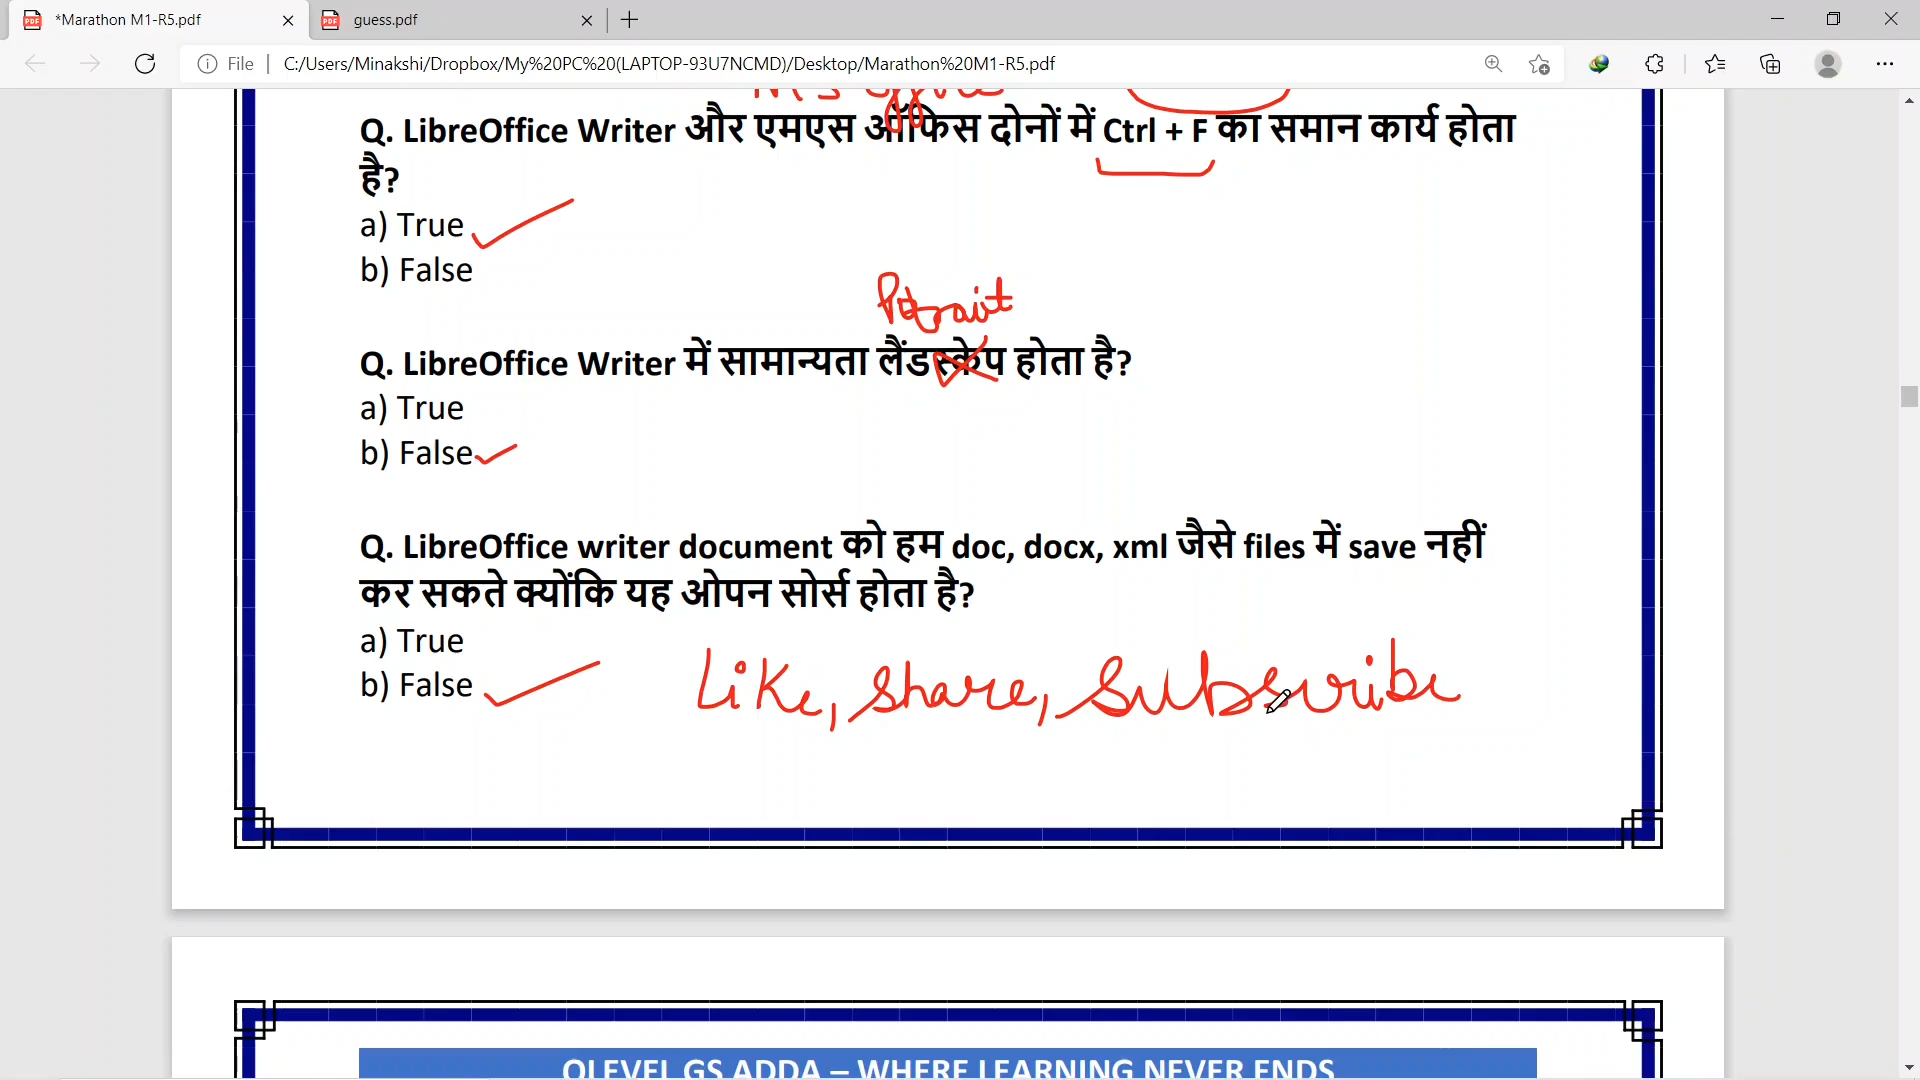 *Marathon M1-R5.pdf
guess.pdf
File
C:/Users/Minakshi/Dropbox/My%20PC%20(LAPTOP-93U7NCMD)/Desktop/Marathon%20M1-R5.pdf
MS office
Q. LibreOffice Writer और एमएस ऑफिस दोनों में Ctrl + F का समान कार्य होता
है?
a) True
b) False
Potrait
Q. LibreOffice Writer में सामान्यता लैंडस्केप होता है?
a) True
b) False
Q. LibreOffice writer document को हम doc, docx, xml जैसे files में save नहीं
कर सकते क्योंकि यह ओपन सोर्स होता है?
a) True
b) False
Like, Share, Subscribe
OLEVEL GS ADDA – WHERE LEARNING NEVER ENDS